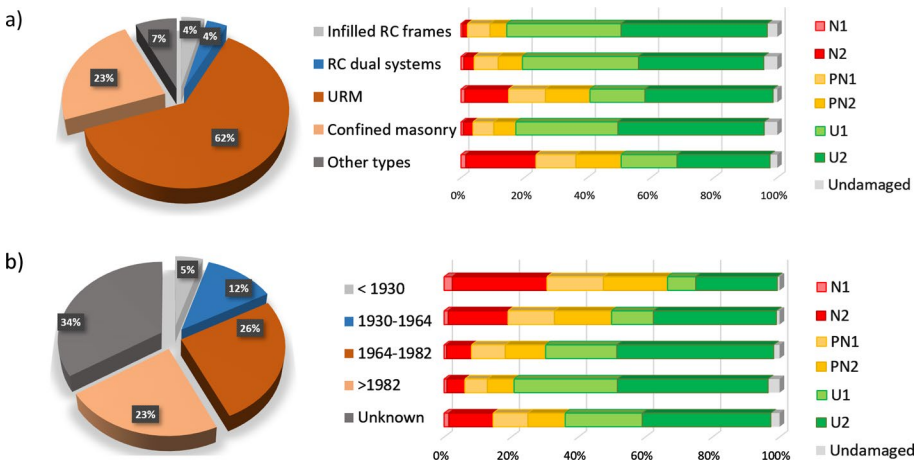 a)
4%
4%
7%
23%
62%
Infilled RC frames
RC dual systems
URM
Confined masonry
Other types
0% 20% 40% 60% 80% 100%
N1
N2
PN1
PN2
U1
U2
Undamaged
b)
5%
12%
34%
26%
23%
< 1930
1930-1964
1964-1982
>1982
Unknown
0% 20% 40% 60% 80% 100%
N1
N2
PN1
PN2
U1
U2
Undamaged